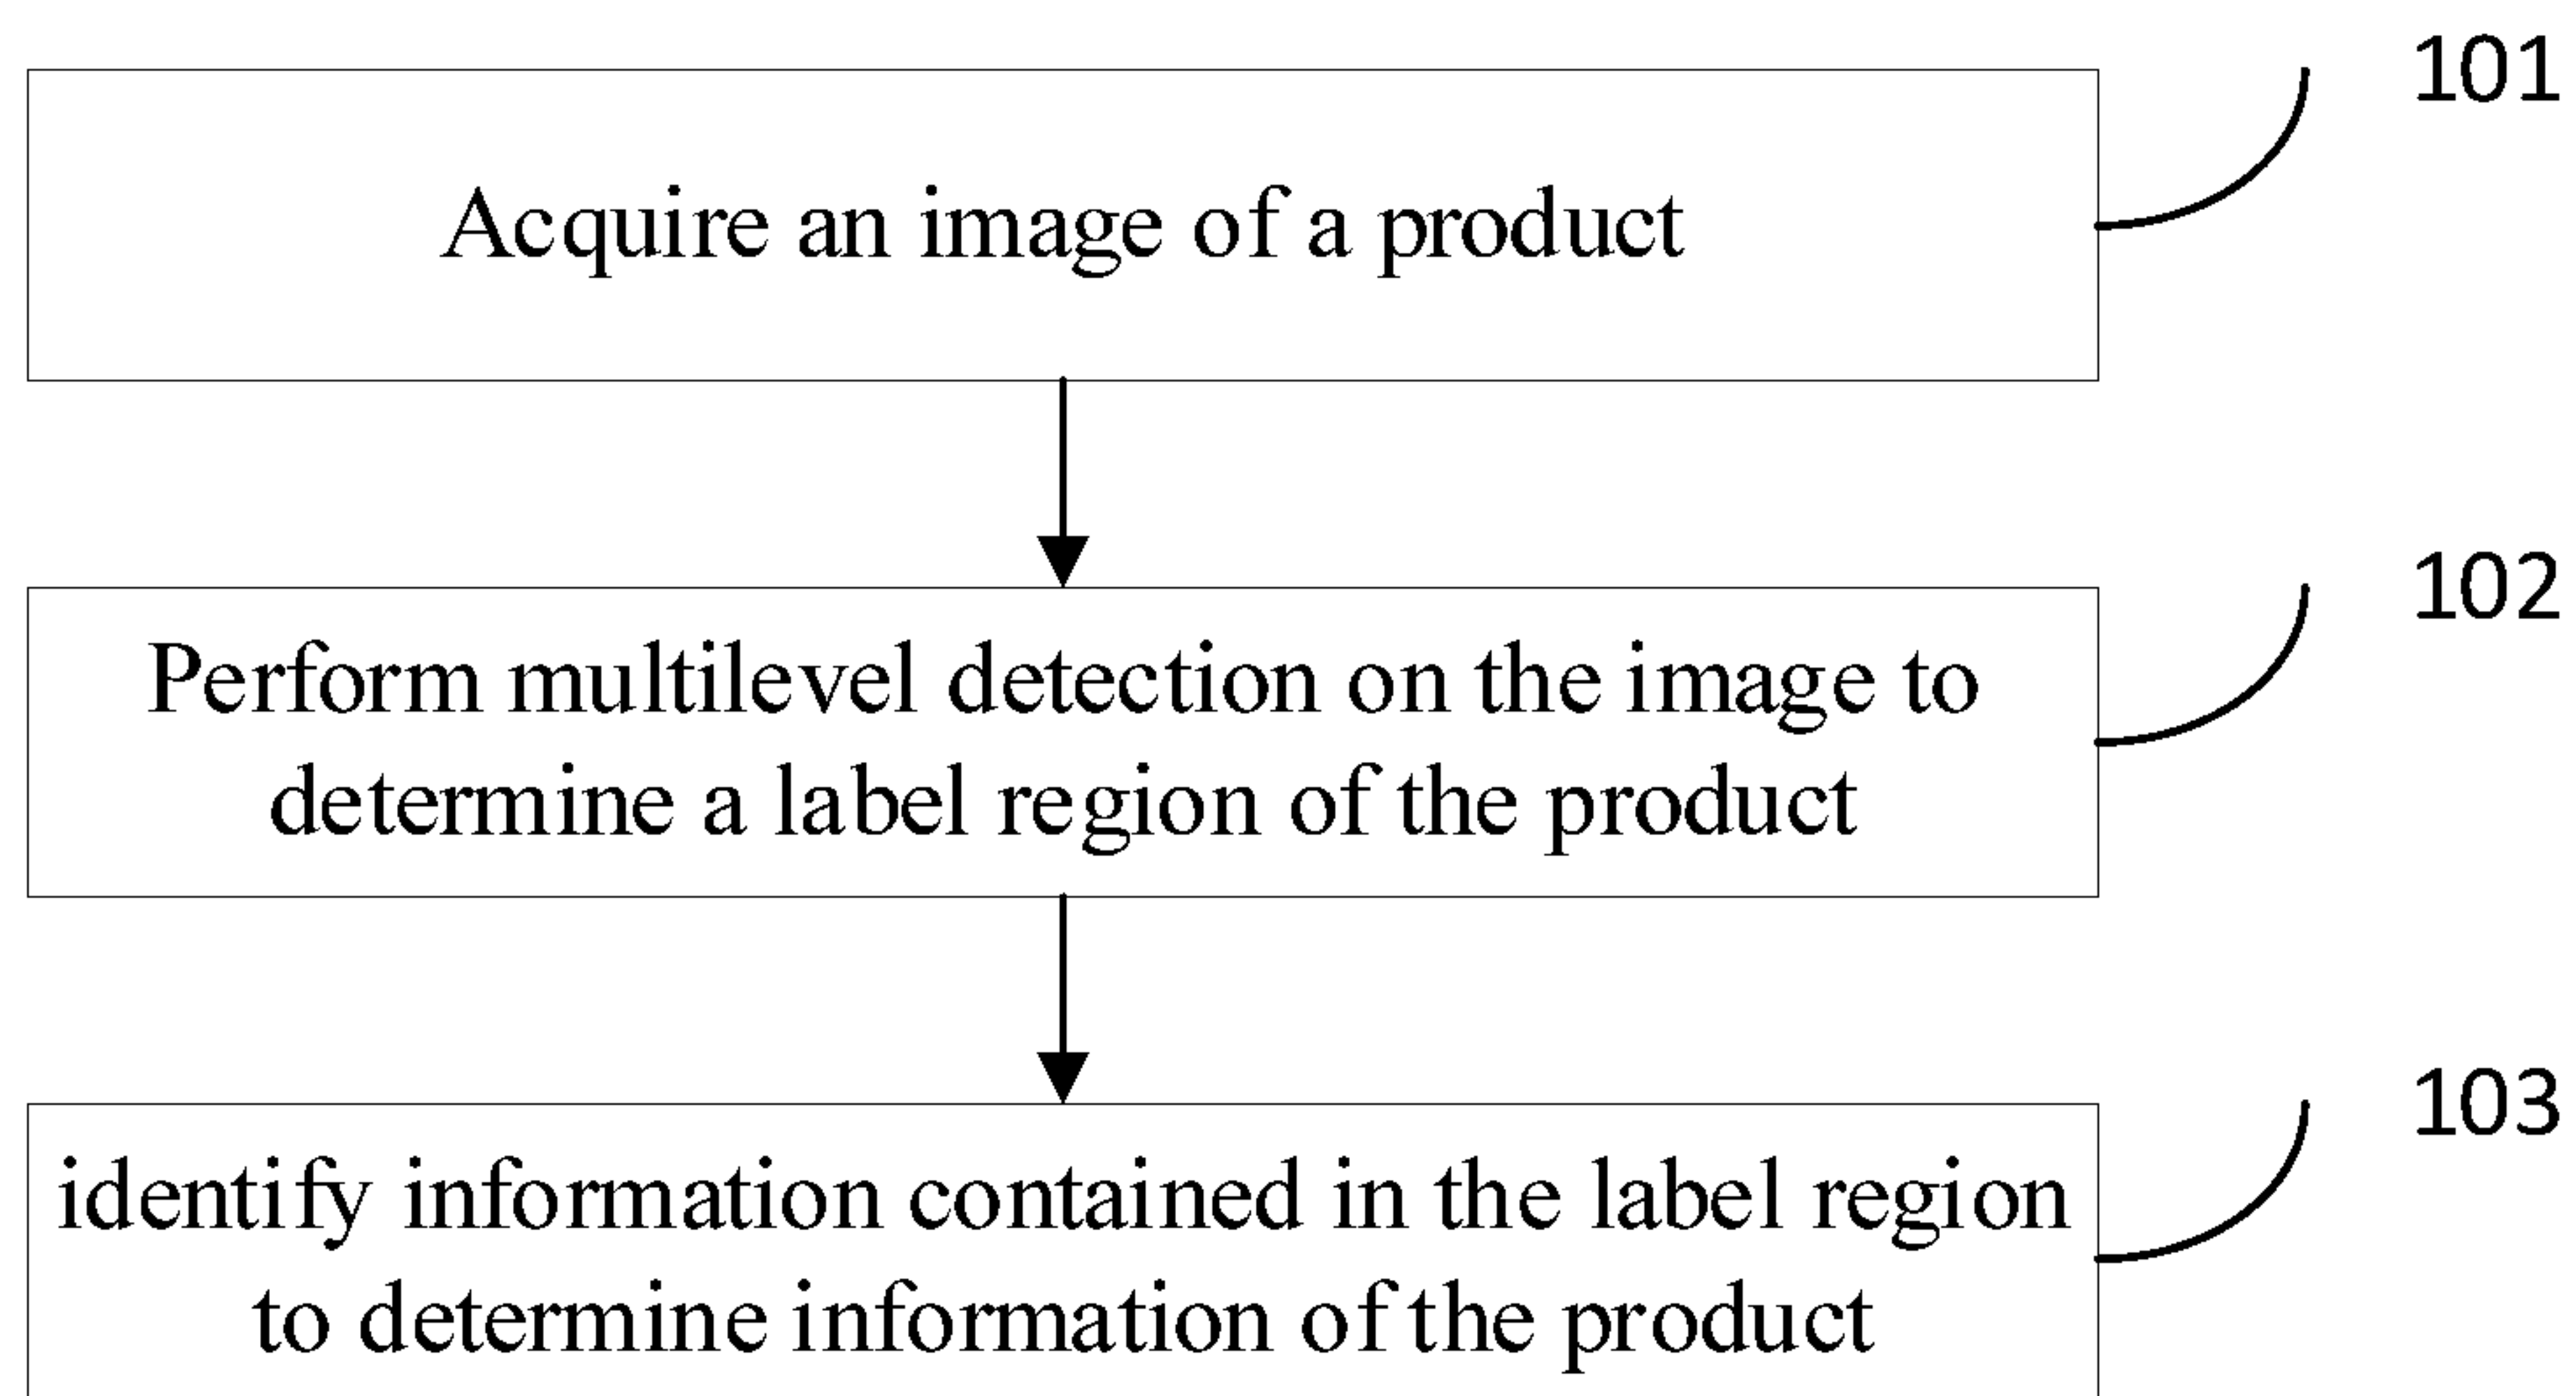 101
Acquire an image of a product
102
Perform multilevel detection on the image to
determine a label region of the product
103
identify information contained in the label region
to determine information of the product